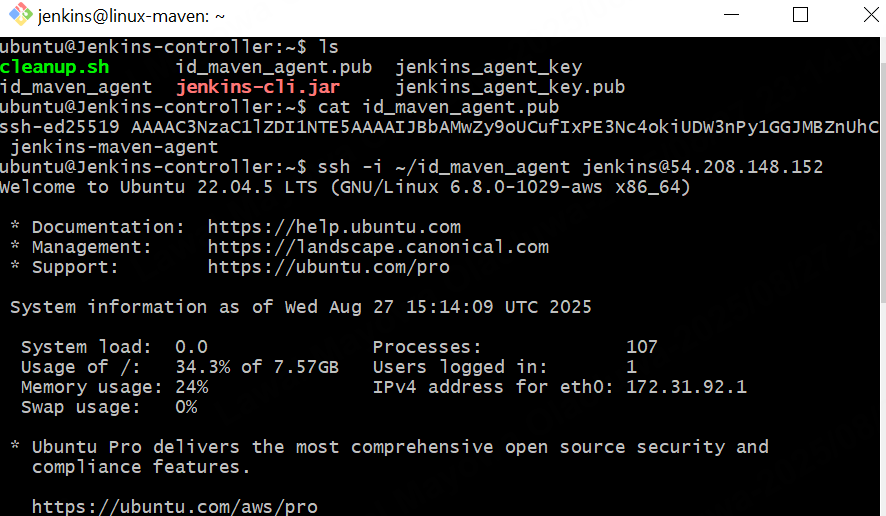 jenkins@linux-maven: ~
ubuntu@Jenkins-controller:~$ ls
cleanup.sh id_maven_agent.pub jenkins_agent_key
id_maven_agent jenkins-cli.jar jenkins_agent_key.pub
ubuntu@Jenkins-controller:~$ cat id_maven_agent.pub
ssh-ed25519 AAAAC3NzaC1lZDI1NTE5AAAAIJBbAMwZy9oUCufIxPE3Nc4okiUDW3nPy1GGJMBZnUhC
jenkins-maven-agent
ubuntu@Jenkins-controller:~$ ssh -i ~/id_maven_agent jenkins@54.208.148.152
Welcome to Ubuntu 22.04.5 LTS (GNU/Linux 6.8.0-1029-aws x86_64)
* Documentation: https://help.ubuntu.com
* Management: https://landscape.canonical.com
* Support: https://ubuntu.com/pro
System information as of Wed Aug 27 15:14:09 UTC 2025
System load: 0.0 Processes: 107
Usage of /: 34.3% of 7.57GB Users logged in: 1
Memory usage: 24% IPv4 address for eth0: 172.31.92.1
Swap usage: 0%
* Ubuntu Pro delivers the most comprehensive open source security and
compliance features.
https://ubuntu.com/aws/pro